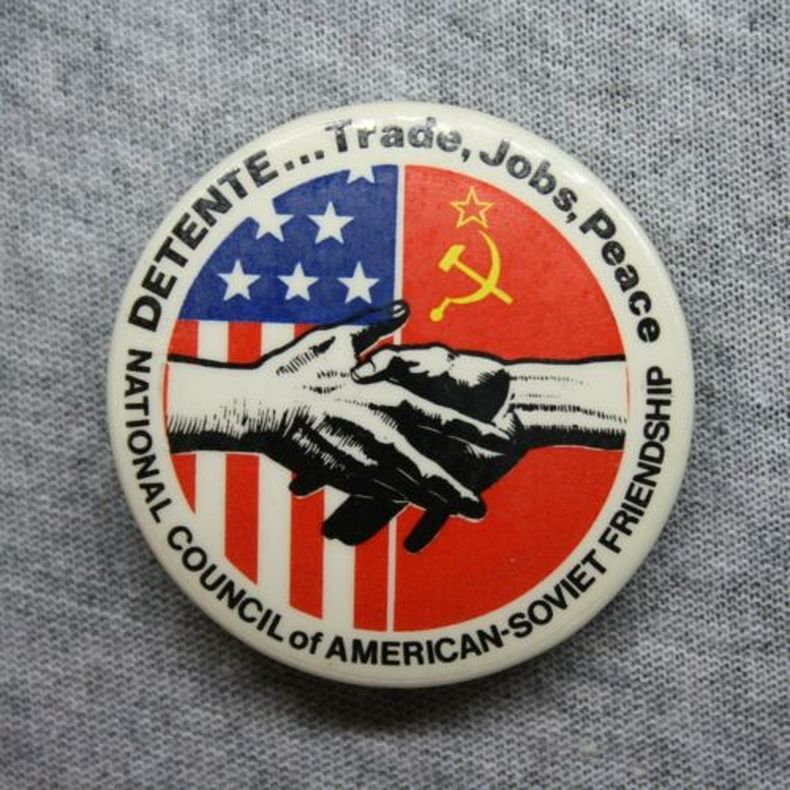 DETENTE...Trade, Jobs, Peace
NATIONAL COUNCIL of AMERICAN-SOVIET FRIENDSHIP